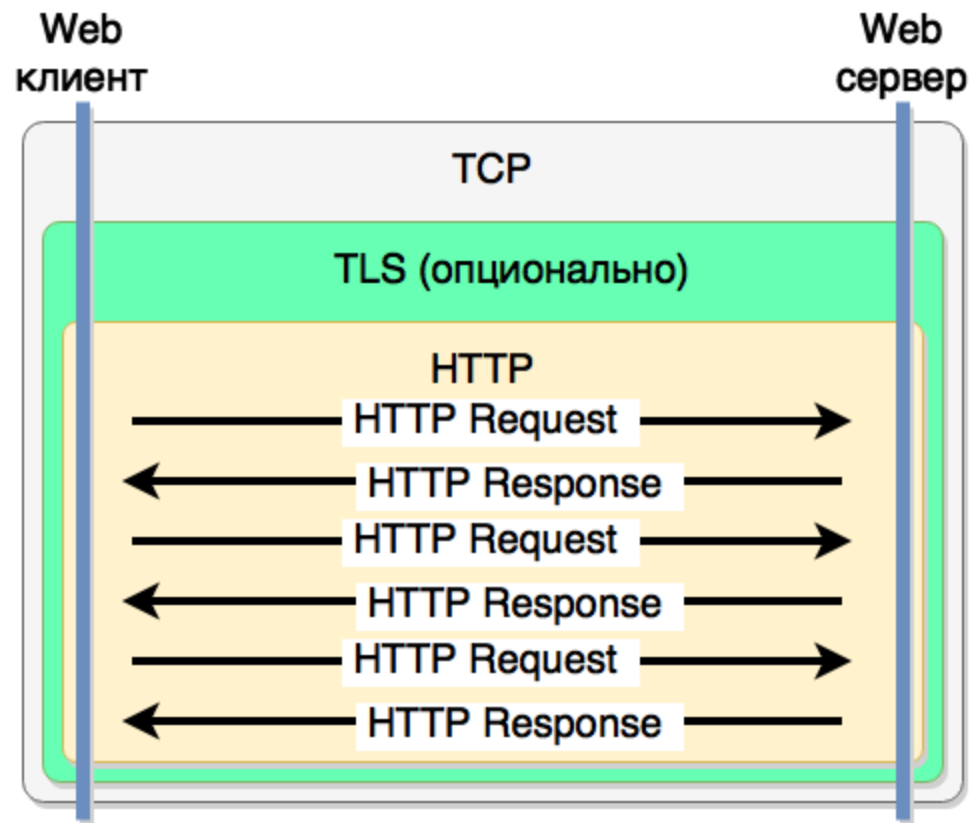 Web
клиент
Web
сервер
TCP
TLS (опционально)
HTTP
HTTP Request
HTTP Response
HTTP Request
HTTP Response
HTTP Request
HTTP Response